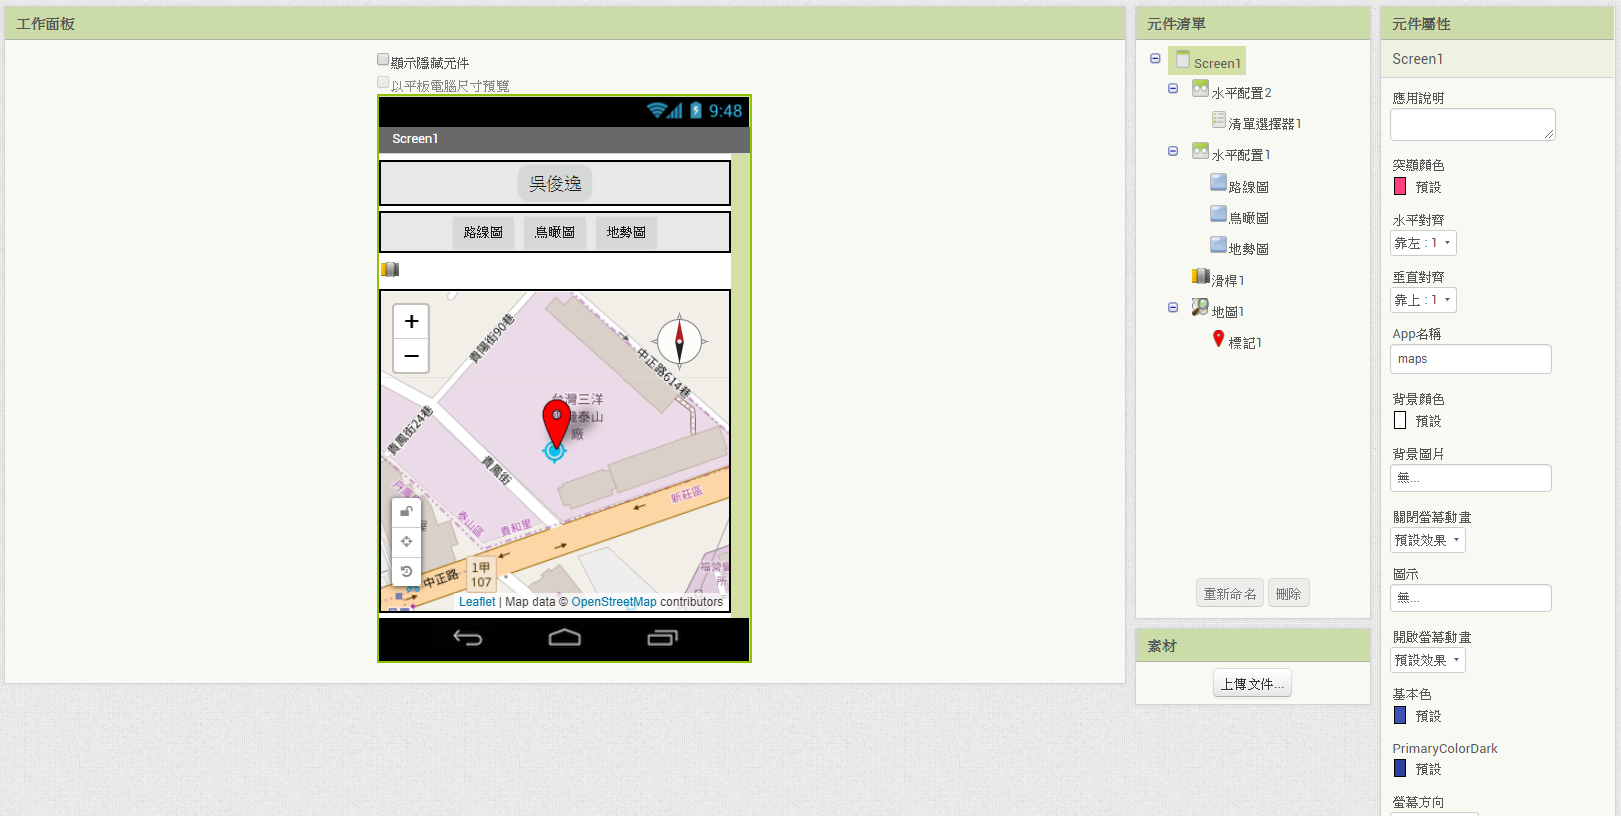 工作面板
顯示隱藏元件
以平板電腦尺寸預覽
9:48
Screen1
吳俊逸
路線圖
鳥瞰圖
地勢圖
+
−
貴陽街90巷
中正路614巷
台灣三洋
機泰山
廠
貴鳳街24巷
貴鳳街
新莊區
泰山區
貴和里
中正路
1甲
107
Leaflet | Map data © OpenStreetMap contributors
元件清單
Screen1
水平配置2
清單選擇器1
水平配置1
路線圖
鳥瞰圖
地勢圖
滑桿1
地圖1
標記1
重新命名
刪除
素材
上傳文件...
元件屬性
Screen1
應用說明
突顯顏色
預設
水平對齊
靠左 : 1
垂直對齊
靠上 : 1
App名稱
maps
背景顏色
預設
背景圖片
無...
關閉螢幕動畫
預設效果
圖示
無...
開啟螢幕動畫
預設效果
基本色
預設
PrimaryColorDark
預設
螢幕方向